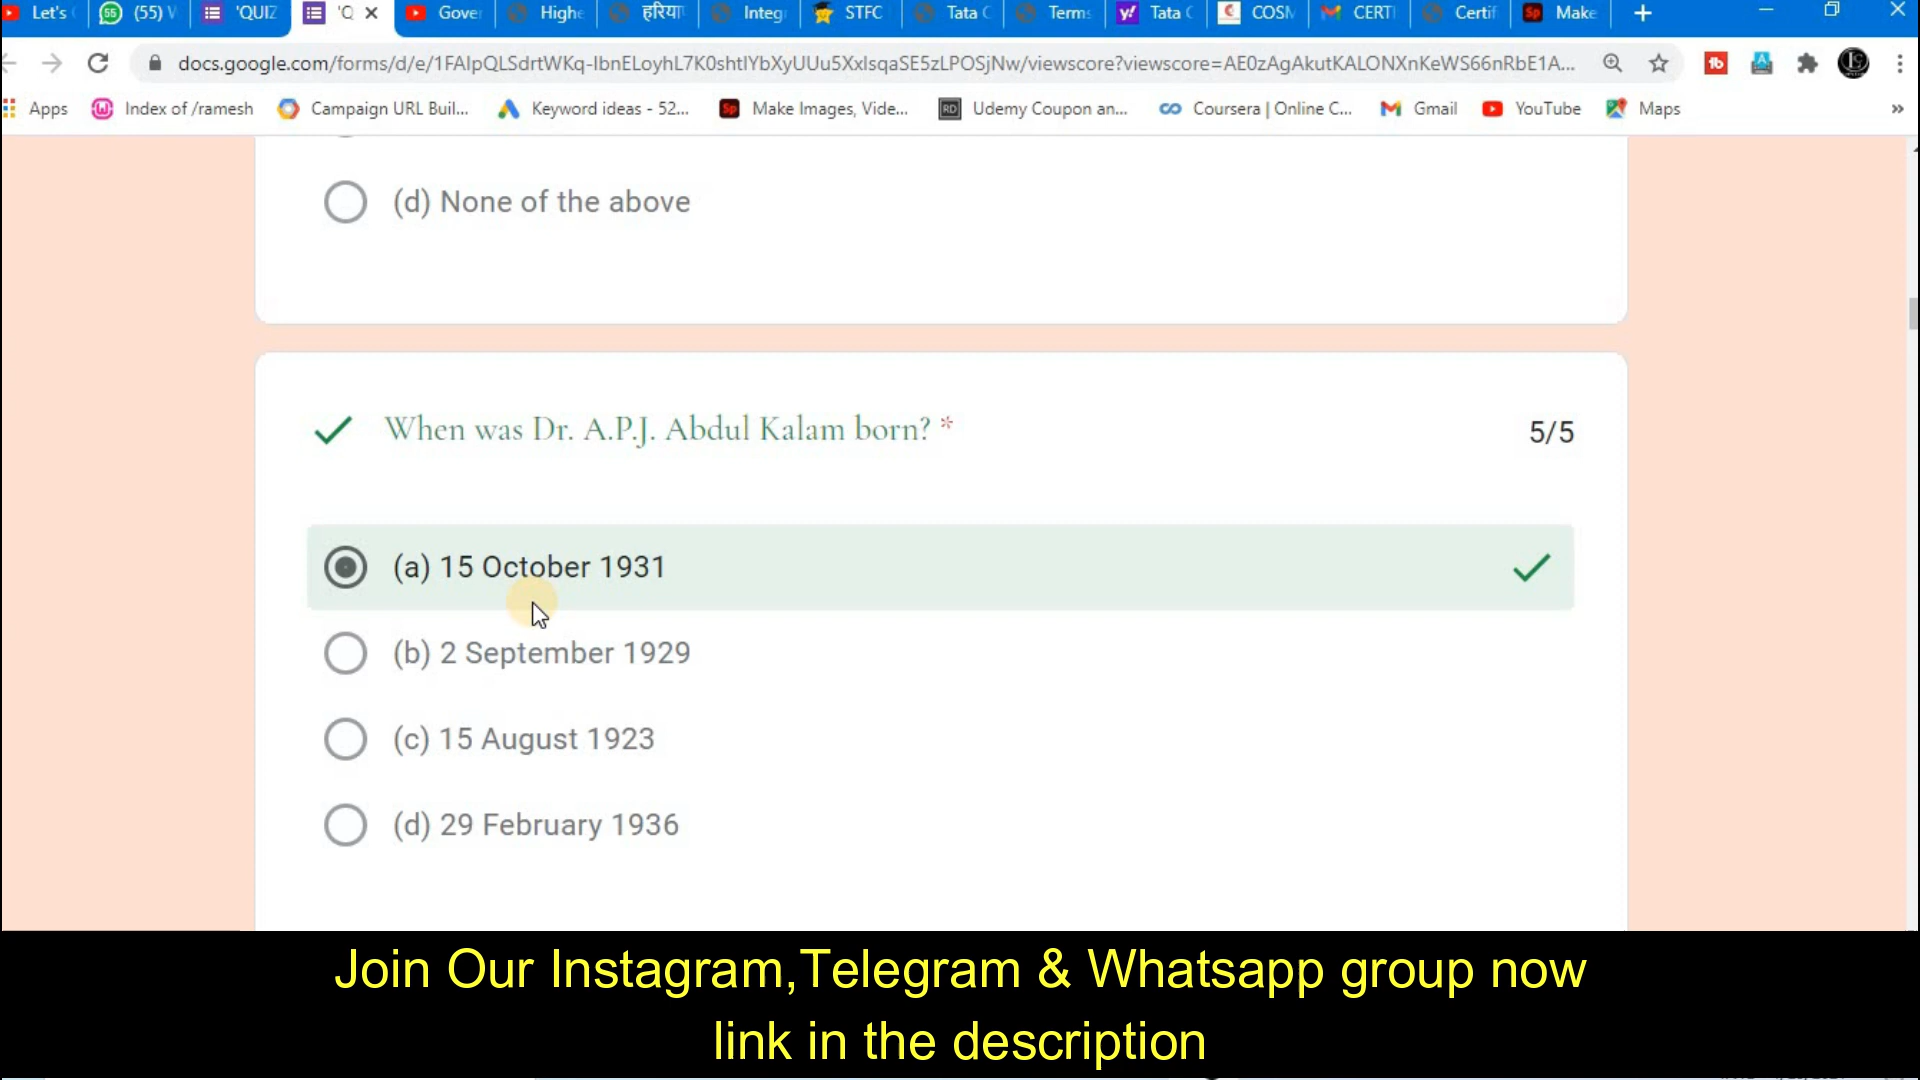 Let's
(55)
'QUIZ
'Q
Gove
High
हरिया
Integ
STFC
Tata
Term
Tata
COSM
CERTI
Certif
Make
docs.google.com/forms/d/e/1FAIpQLSdrtWKq-IbnELoyhL7K0shtIYbXyUUu5XxlsqaSE5zLPOSjNw/viewscore?viewscore=AE0zAgAkutKALONXnKeWS66nRbE1A...
Apps
Index of /ramesh
Campaign URL Buil...
Keyword ideas - 52...
Make Images, Vide...
Udemy Coupon an...
Coursera | Online C...
Gmail
YouTube
Maps
(d) None of the above
When was Dr. A.P.J. Abdul Kalam born? *
5/5
(a) 15 October 1931
(b) 2 September 1929
(c) 15 August 1923
(d) 29 February 1936
Join Our Instagram,Telegram & Whatsapp group now
link in the description